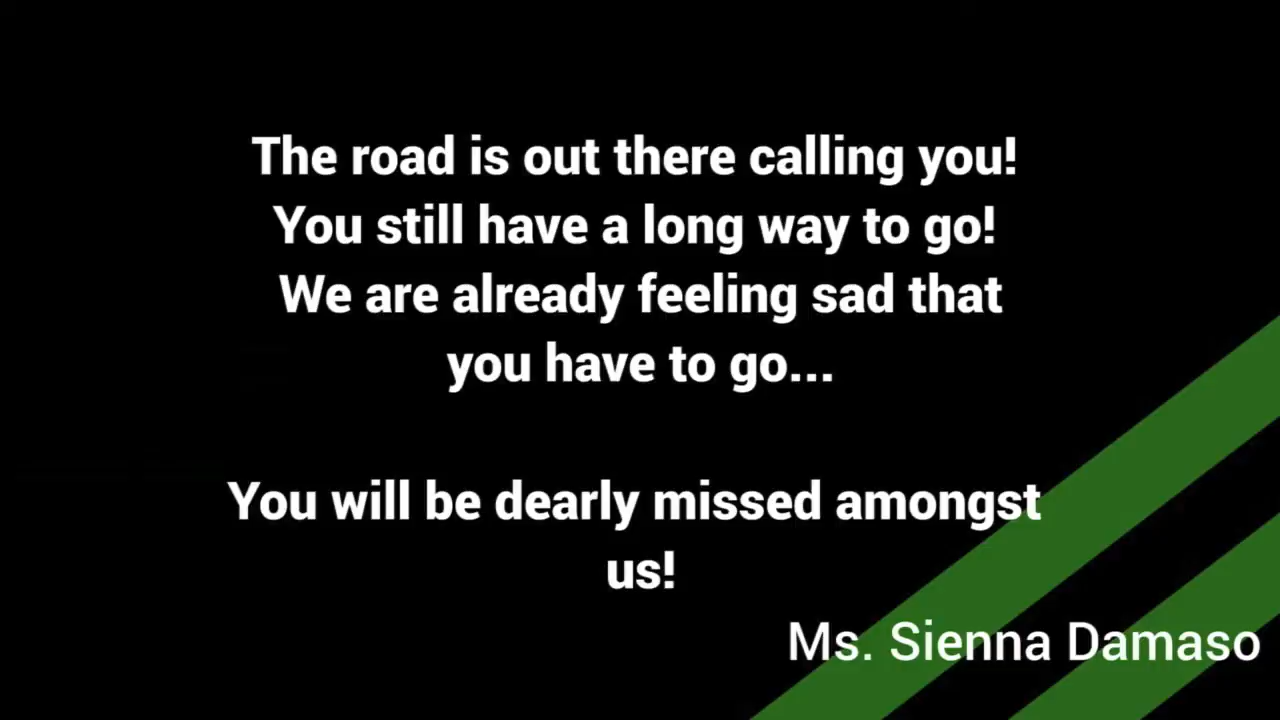 The road is out there calling you!
You still have a long way to go!
We are already feeling sad that
you have to go...
You will be dearly missed amongst
us!
Ms. Sienna Damaso